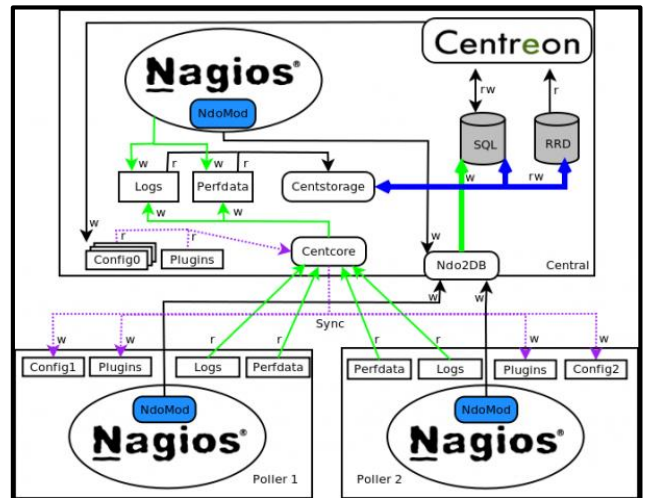 Centreon
Nagios®
NdoMod
rw
r
SQL
RRD
w
r
w
r
w
rw
Logs
Perfdata
Centstorage
w
w
w
w
r
r
Centcore
Config0
Plugins
Ndo2DB
Central
w
w
Sync
w
w
r
r
r
r
w
w
Config1
Plugins
Logs
Perfdata
Perfdata
Logs
Plugins
Config2
NdoMod
NdoMod
Nagios®
Nagios®
Poller 1
Poller 2